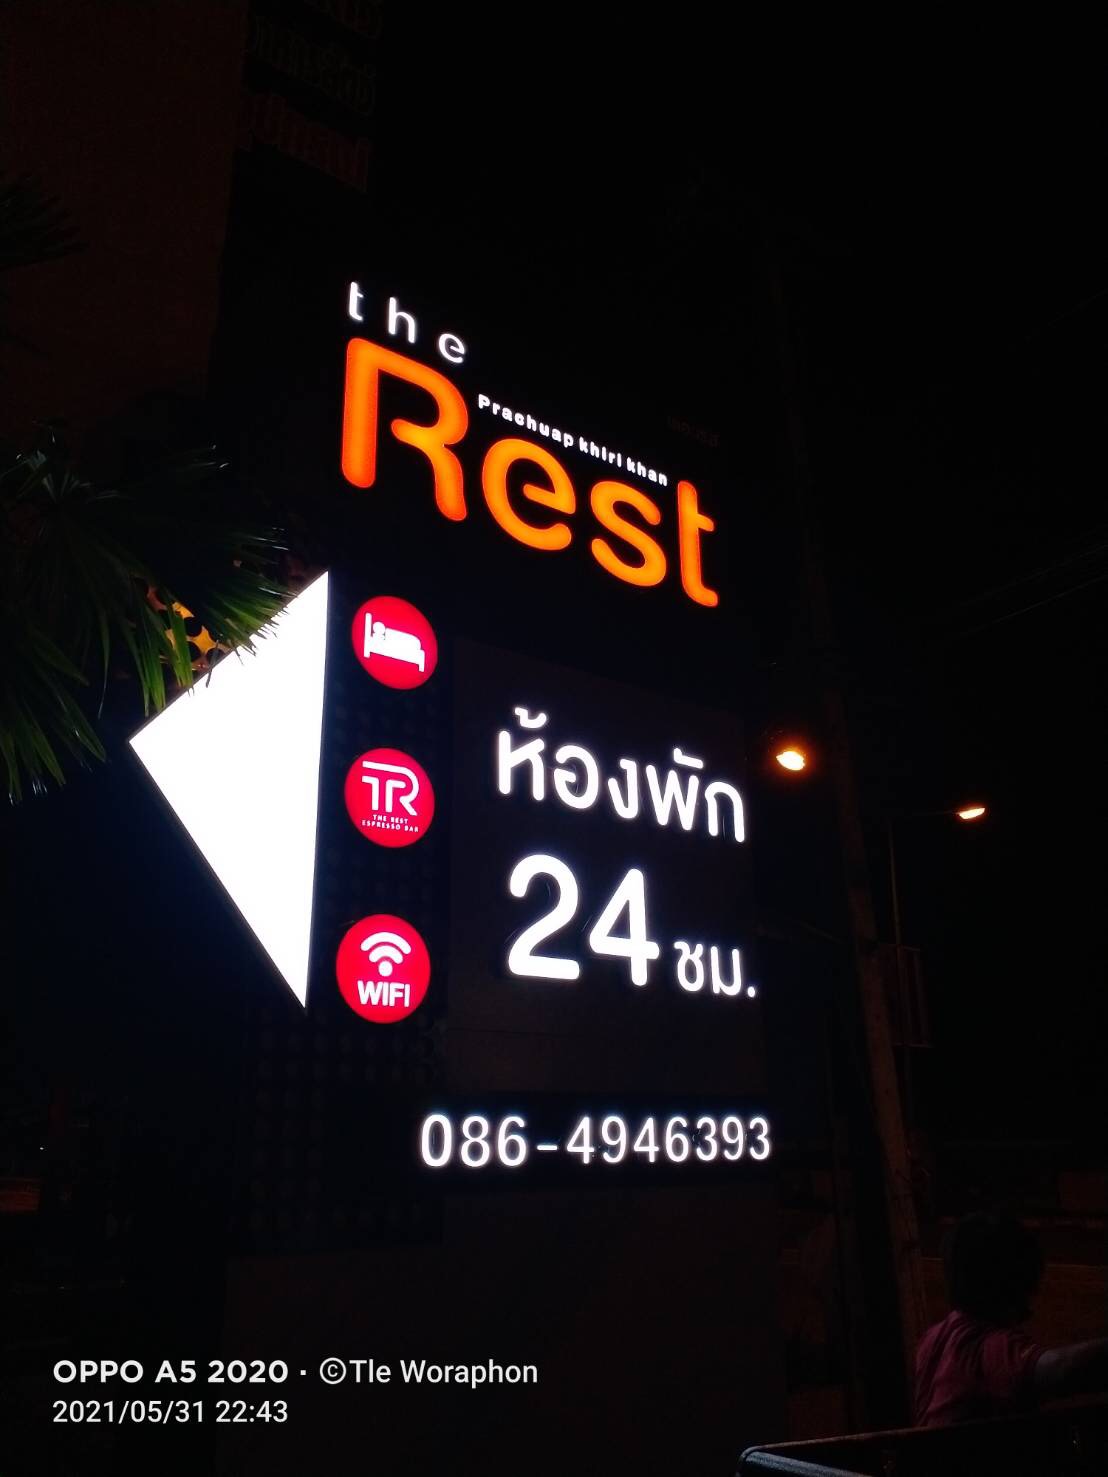 the
Rest
Prachuap khiri khan
TR
THE REST
ESPRESSO BAR
WIFI
ห้องพัก
24 ชม.
086-4946393
OPPO A5 2020 · ©Tle Woraphon
2021/05/31 22:43